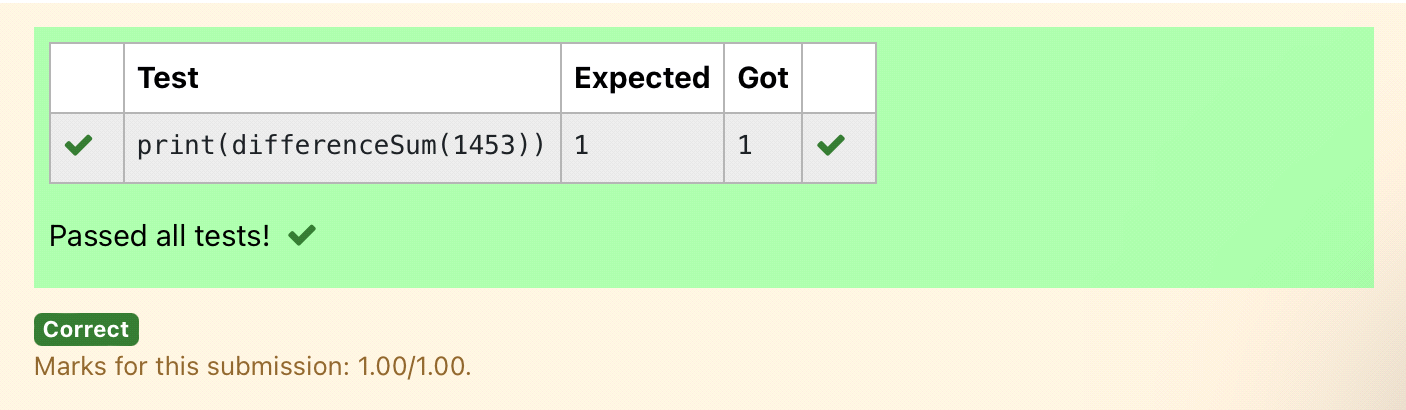 Test Expected Got
print(differenceSum(1453)) 1 1
Passed all tests!
Correct
Marks for this submission: 1.00/1.00.